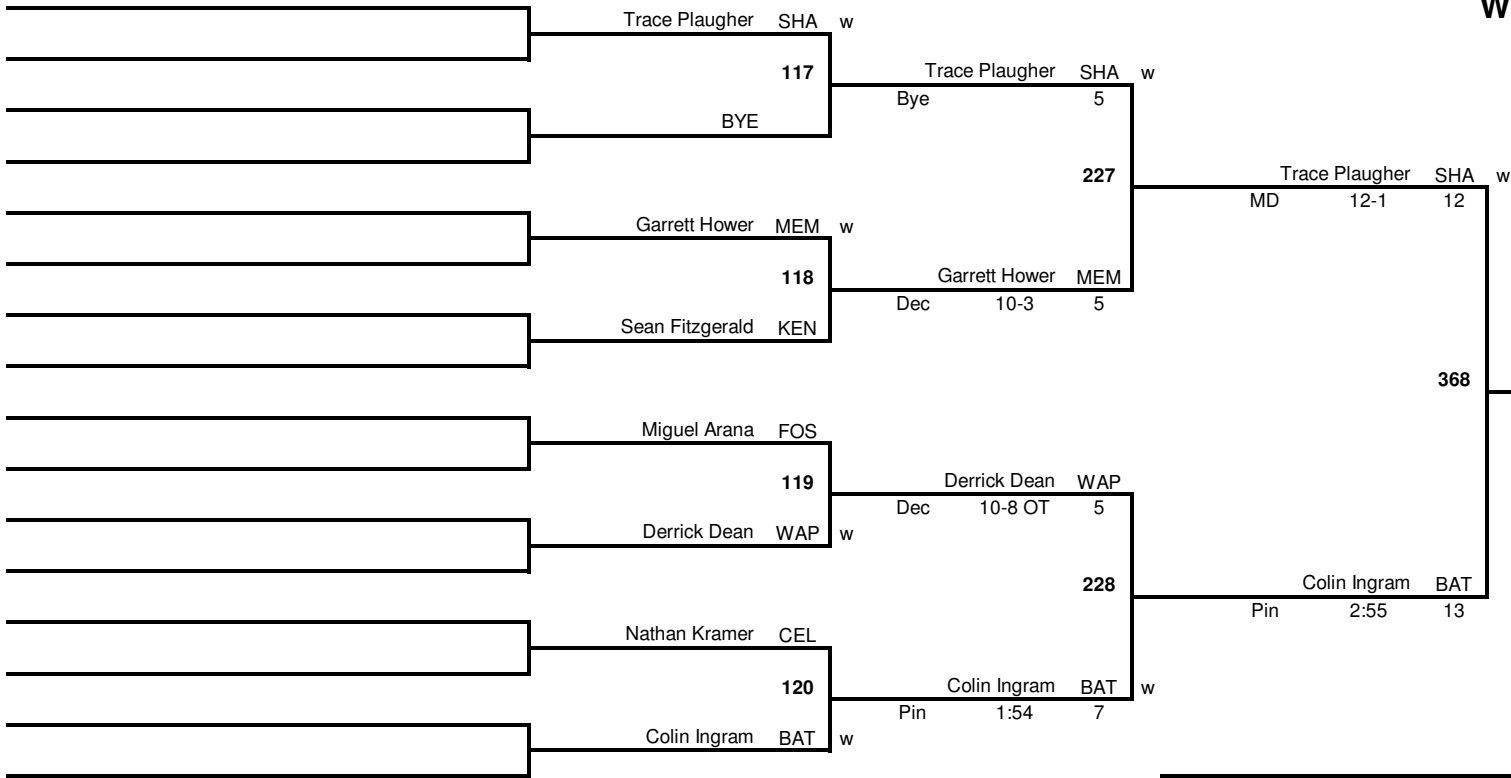 W
Trace Plaugher SHA w
117
BYE
Trace Plaugher SHA w
Bye 5
227
Garrett Hower MEM w
118
Sean Fitzgerald KEN
Garrett Hower MEM
Dec 10-3 5
Trace Plaugher SHA w
MD 12-1 12
368
Miguel Arana FOS
119
Derrick Dean WAP w
Derrick Dean WAP
Dec 10-8 OT 5
228
Nathan Kramer CEL
120
Colin Ingram BAT w
Colin Ingram BAT w
Pin 1:54 7
Colin Ingram BAT
Pin 2:55 13